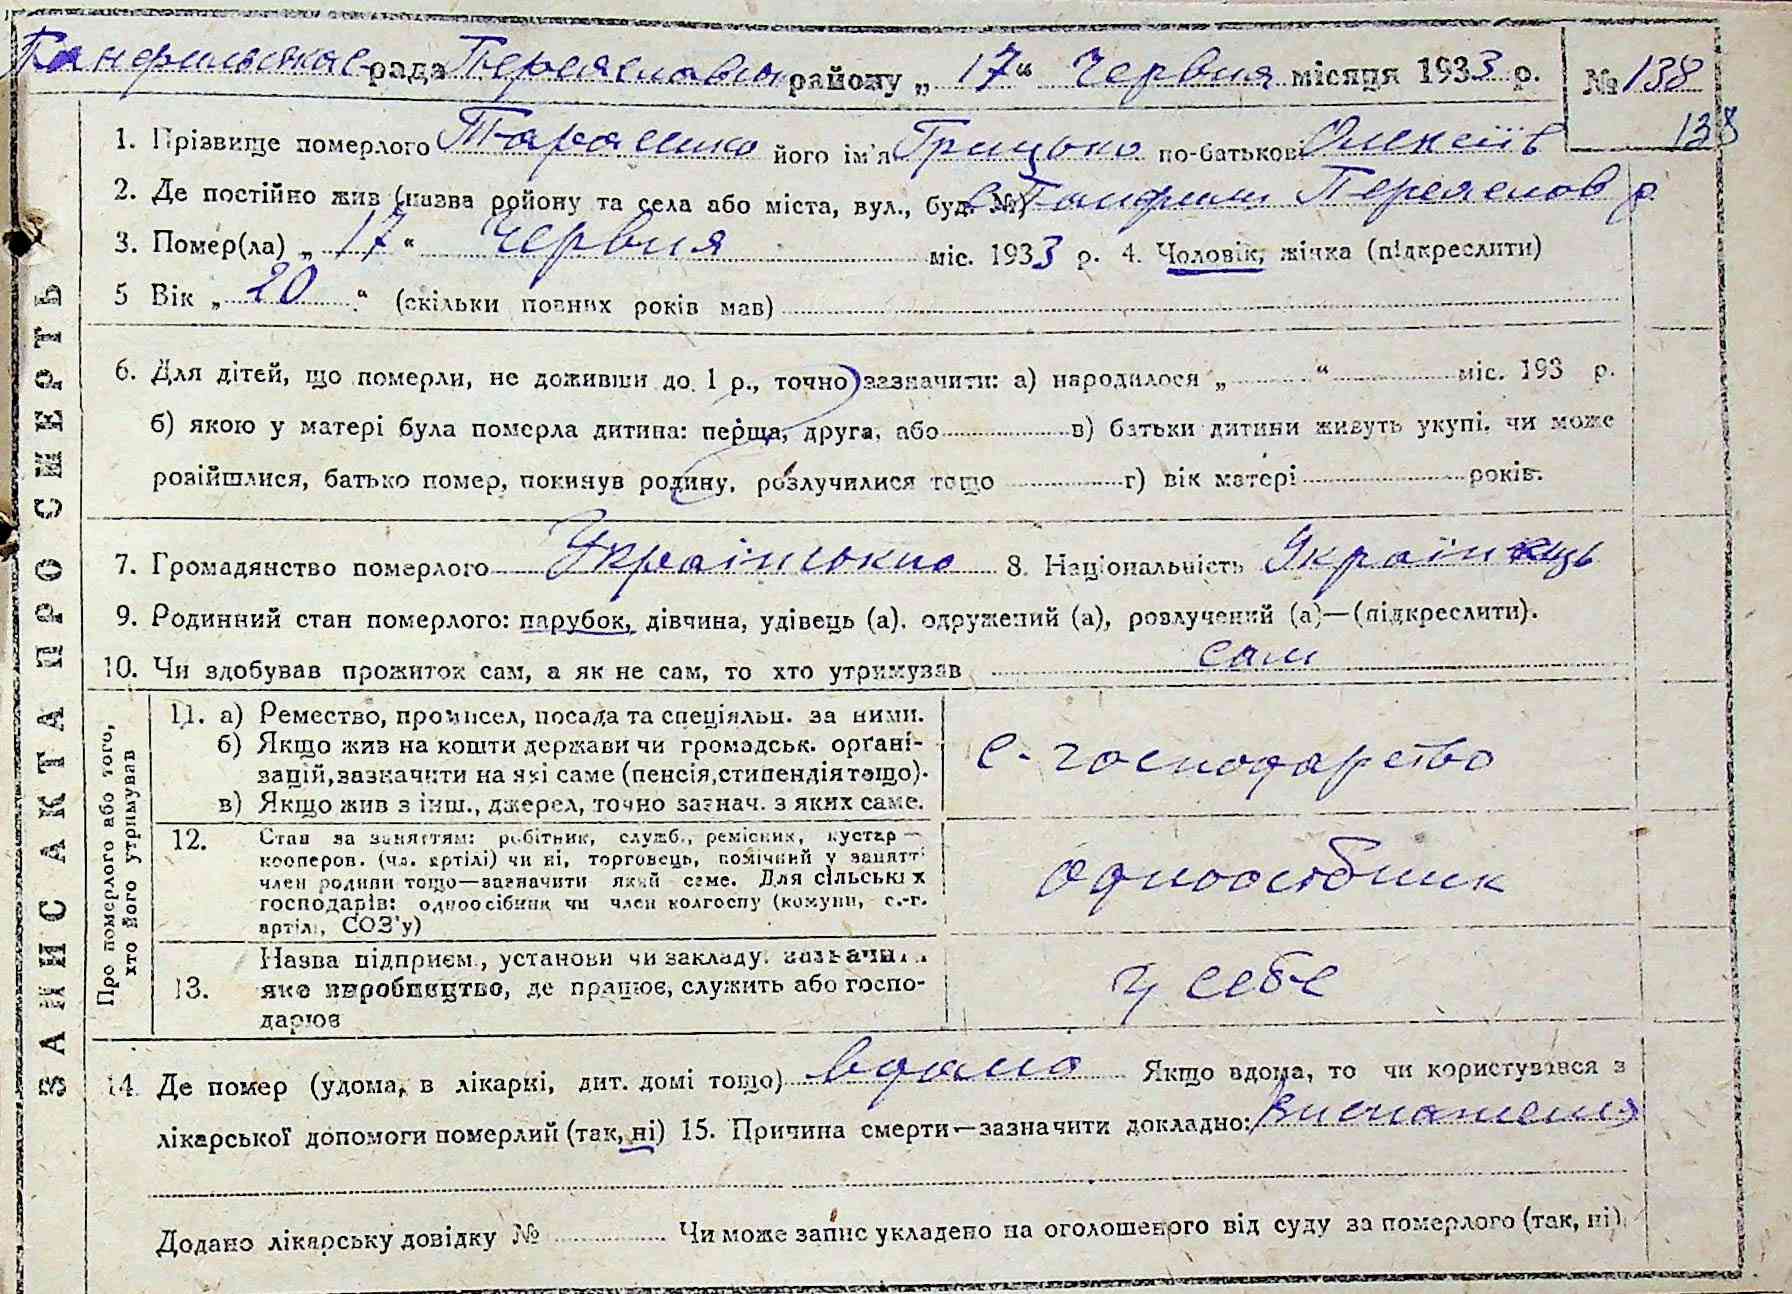 Панфильська рада Переяслав району „ 17 “ Червня місяця 1933 р. № 138
138
1. Прізвище померлого Тарасенко його ім'я Грицько по-батькові Олексіїв
2. Де постійно жив (назва району та села або міста, вул., буд. №) с Панфили Переяслов р
3. Помер(ла) „ 17 “ Червня міс. 1933 р. 4. Чоловік, жінка (підкреслити)
5 Вік „ 20 “ (скільки повних років мав)
6. Для дітей, що померли, не доживши до 1 р., точно зазначити: а) народилося „ “ міс. 193 р.
б) якою у матері була померла дитина: перша, друга, або в) батьки дитини живуть укупі, чи може
розійшлися, батько помер, покинув родину, розлучилися тощо г) вік матері років.
7. Громадянство померлого 8. Національність Українець
9. Родинний стан померлого: парубок, дівчина, удівець (а), одружений (а), розлучений (а)—(підкреслити).
10. Чи здобував прожиток сам, а як не сам, то хто утримував сам
ЗАПИС АКТА ПРО СМЕРТЬ
Про померлого або того, хто його утримував
11. а) Ремество, промисел, посада та спеціяльн. за ними.
б) Якщо жив на кошти держави чи громадськ. орґані-
зацій, зазначити на які саме (пенсія, стипендія тощо).
в) Якщо жив з інш., джерел, точно зазнач. з яких саме.
с. господарство
12. Стан за заняттям: робітник, служб., ремісник, кустар —
кооперов. (чл. артілі) чи ні, торговець, помічний у занятті
член родини тощо—зазначити який саме. Для сільських
господарів: одноосібник чи член колгоспу (комуни, с.-г.
артілі, СОЗ'у)
одноосібник
13. Назва підприєм., установи чи закладу: зазначити
яке виробництво, де працює, служить або госпо-
дарює
у себе
14. Де помер (удома, в лікарні, дит. домі тощо) вдома Якщо вдома, то чи користувався з
лікарської допомоги померлий (так, ні) 15. Причина смерти—зазначити докладно: Виснаження
Додано лікарську довідку № Чи може запис укладено на оголошеного від суду за померлого (так, ні)